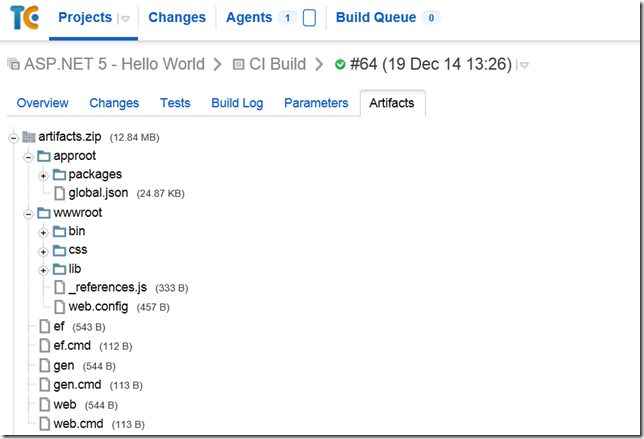 TC Projects Changes Agents 1 Build Queue 0
ASP.NET 5 - Hello World CI Build #64 (19 Dec 14 13:26)
Overview Changes Tests Build Log Parameters Artifacts
artifacts.zip (12.84 MB)
approot
packages
global.json (24.87 KB)
wwwroot
bin
css
lib
_references.js (333 B)
web.config (457 B)
ef (543 B)
ef.cmd (112 B)
gen (544 B)
gen.cmd (113 B)
web (544 B)
web.cmd (113 B)